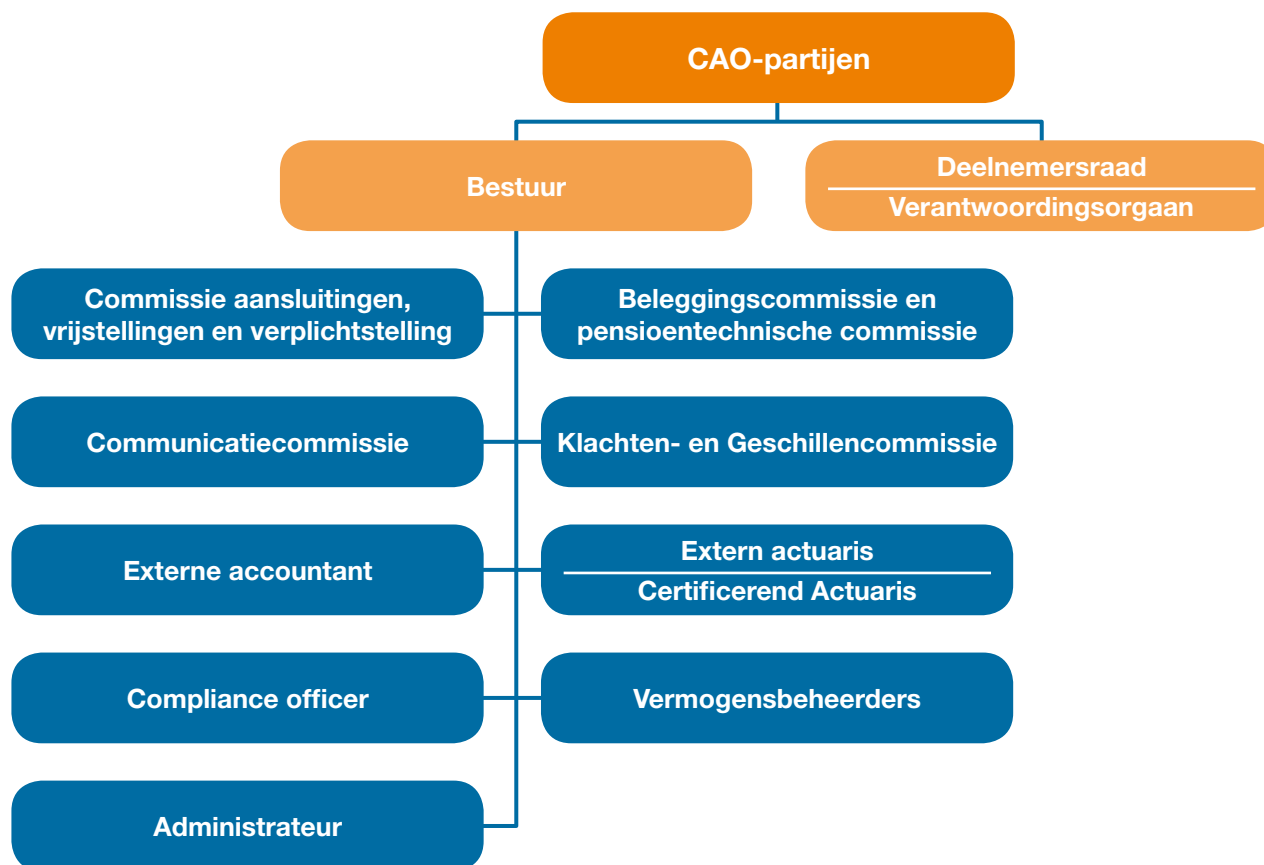 CAO-partijen
Bestuur
Deelnemersraad
Verantwoordingsorgaan
Commissie aansluitingen,
vrijstellingen en verplichtstelling
Beleggingscommissie en
pensioentechnische commissie
Communicatiecommissie
Klachten- en Geschillencommissie
Externe accountant
Extern actuaris
Certificerend Actuaris
Compliance officer
Vermogensbeheerders
Administrateur